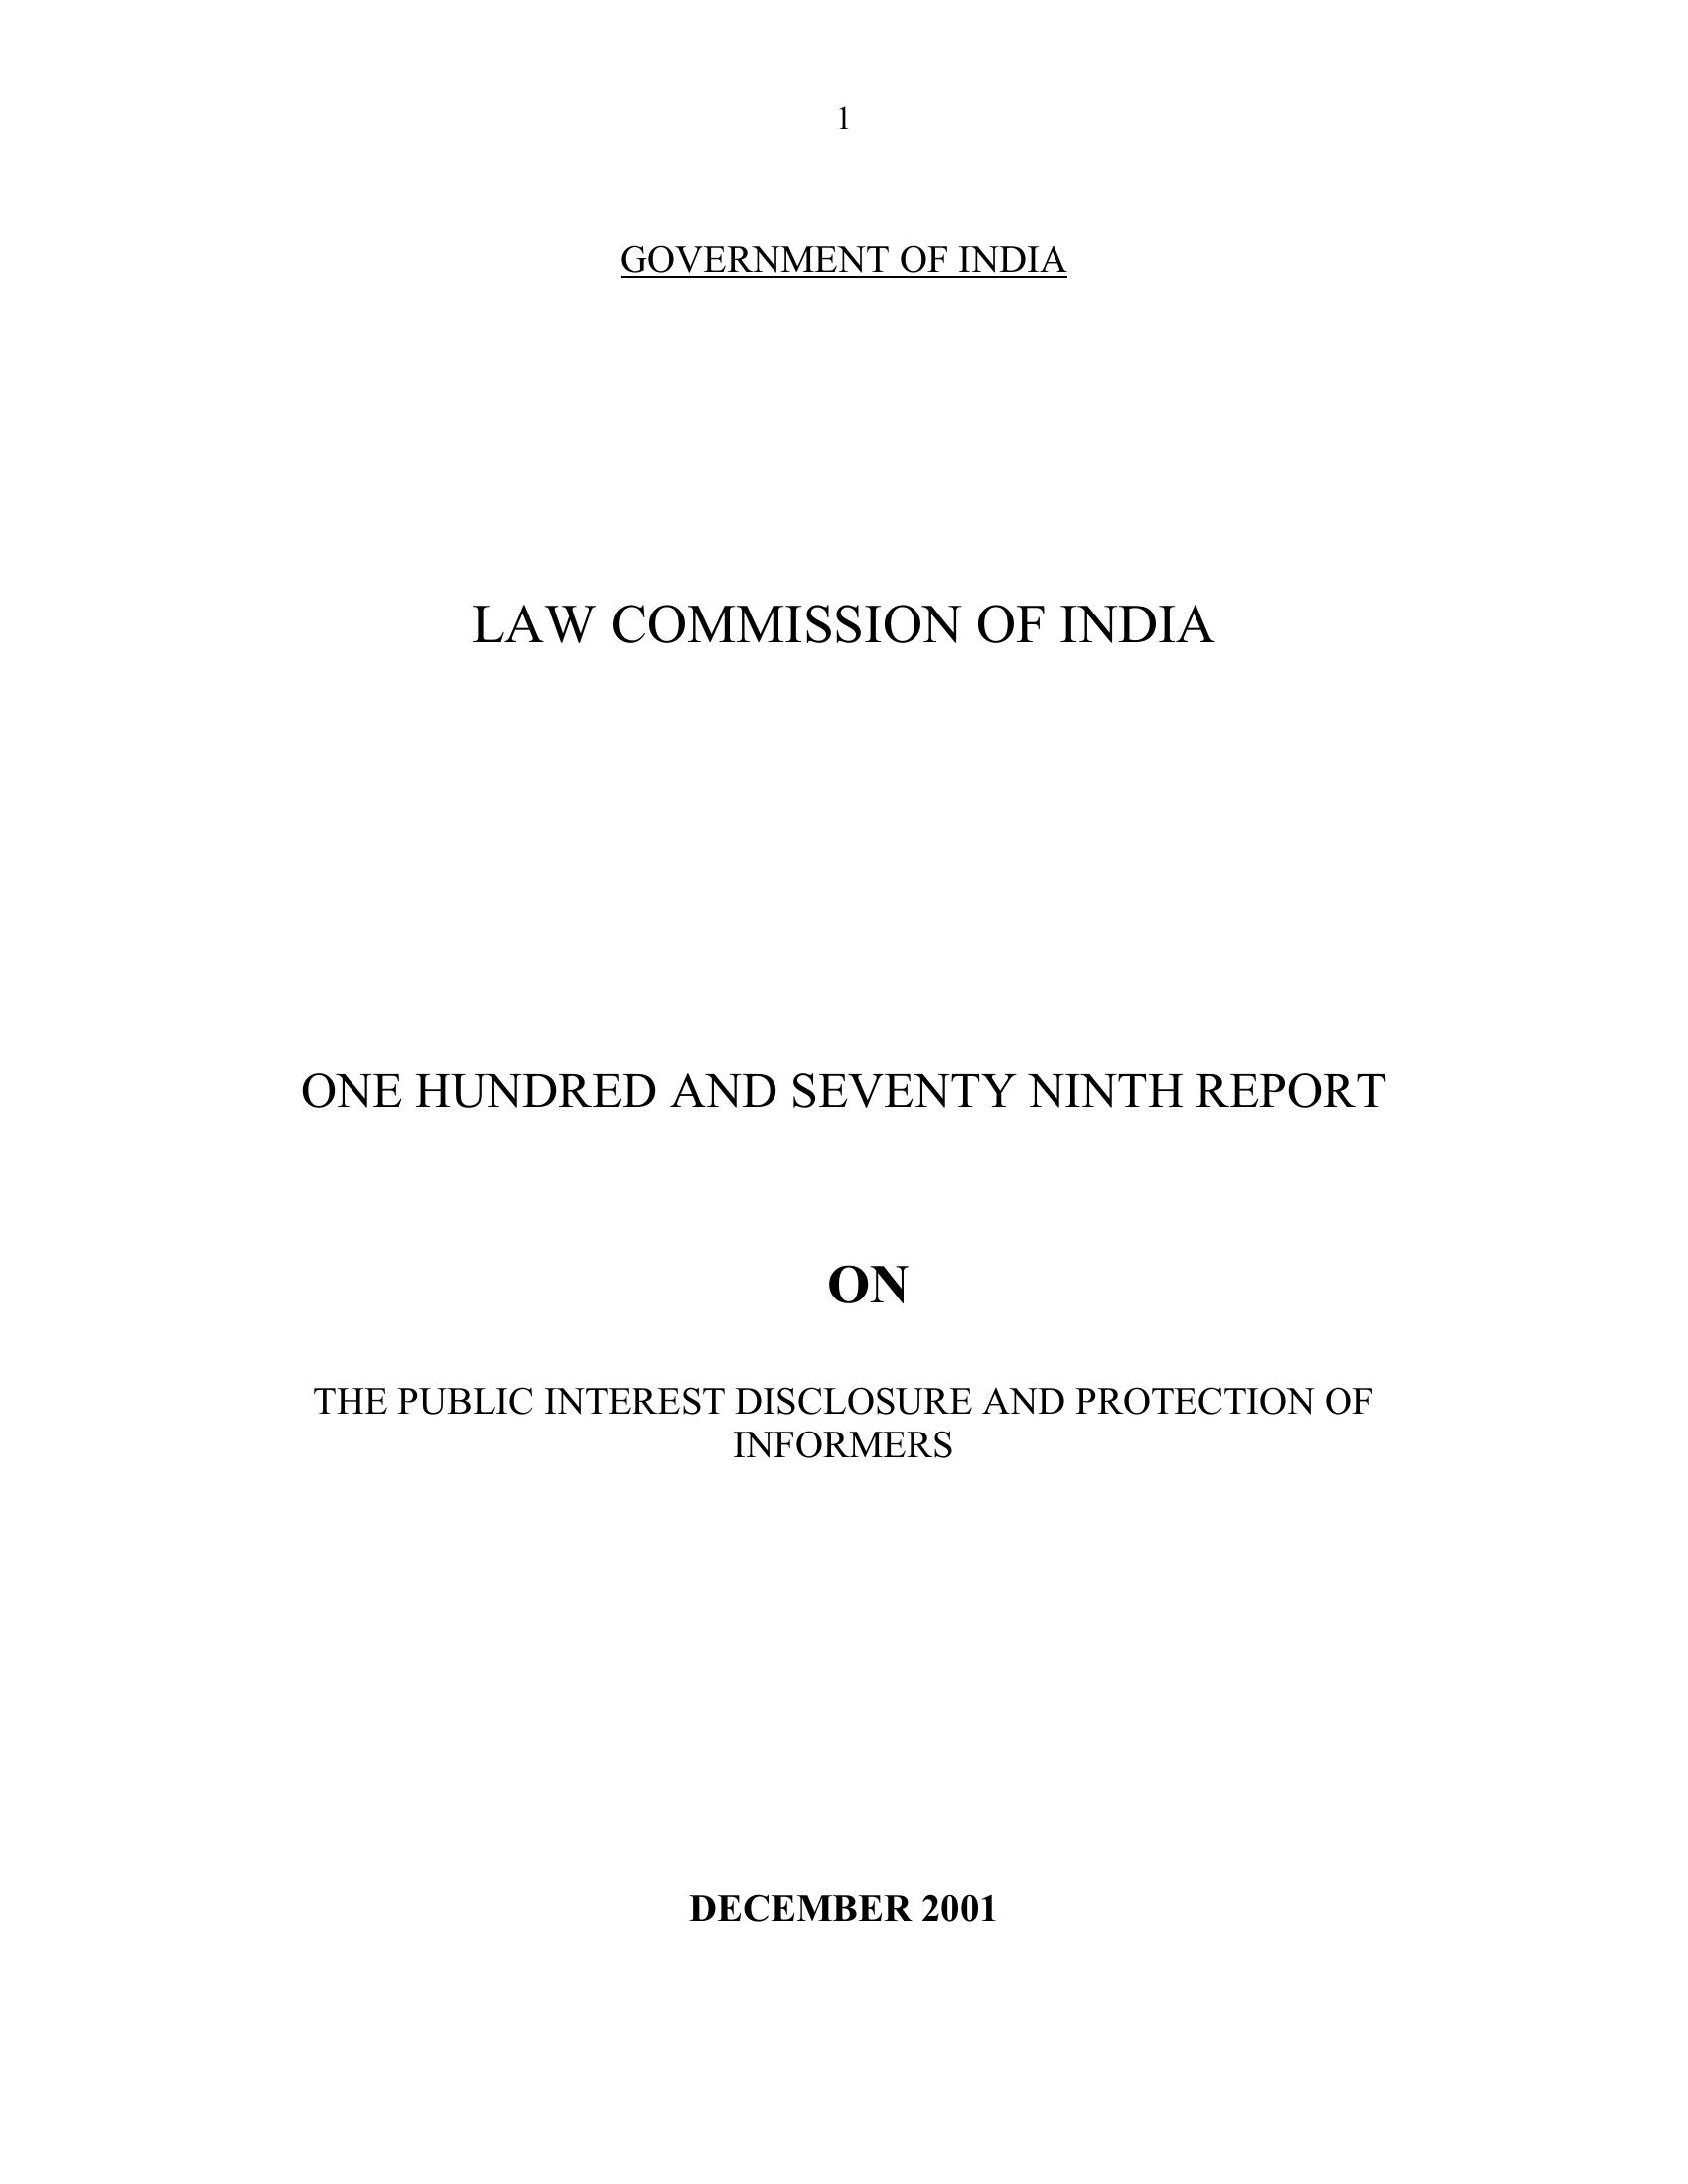 1
GOVERNMENT OF INDIA
LAW COMMISSION OF INDIA
ONE HUNDRED AND SEVENTY NINTH REPORT
ON
THE PUBLIC INTEREST DISCLOSURE AND PROTECTION OF
INFORMERS
DECEMBER 2001